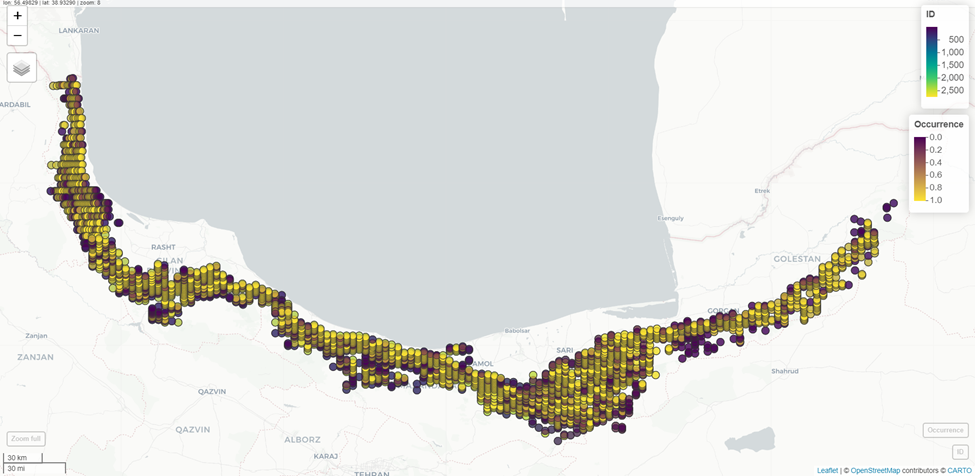 lon: 56.49829 | lat: 38.93290 | zoom: 8
+
−
LANKARAN
ARDABIL
RASHT
Zanjan
ZANJAN
QAZVIN
QAZVIN
ALBORZ
KARAJ
TEHRAN
Babolsar
AMOL
SARI
Esenguly
Etrek
GOLESTAN
Shahrud
ID
500
1,000
1,500
2,000
2,500
Occurrence
0.0
0.2
0.4
0.6
0.8
1.0
Zoom full
30 km
30 mi
Occurrence
ID
Leaflet | © OpenStreetMap contributors © CARTO